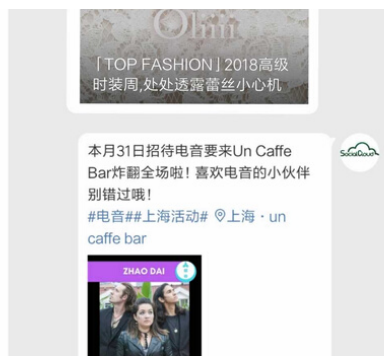 「TOP FASHION」2018高级
时装周,处处透露蕾丝小心机
本月31日招待电音要来Un Caffe
Bar炸翻全场啦！喜欢电音的小伙伴
别错过哦！
#电音##上海活动# 上海·un
caffe bar
SocialCloud
ZHAO DAI